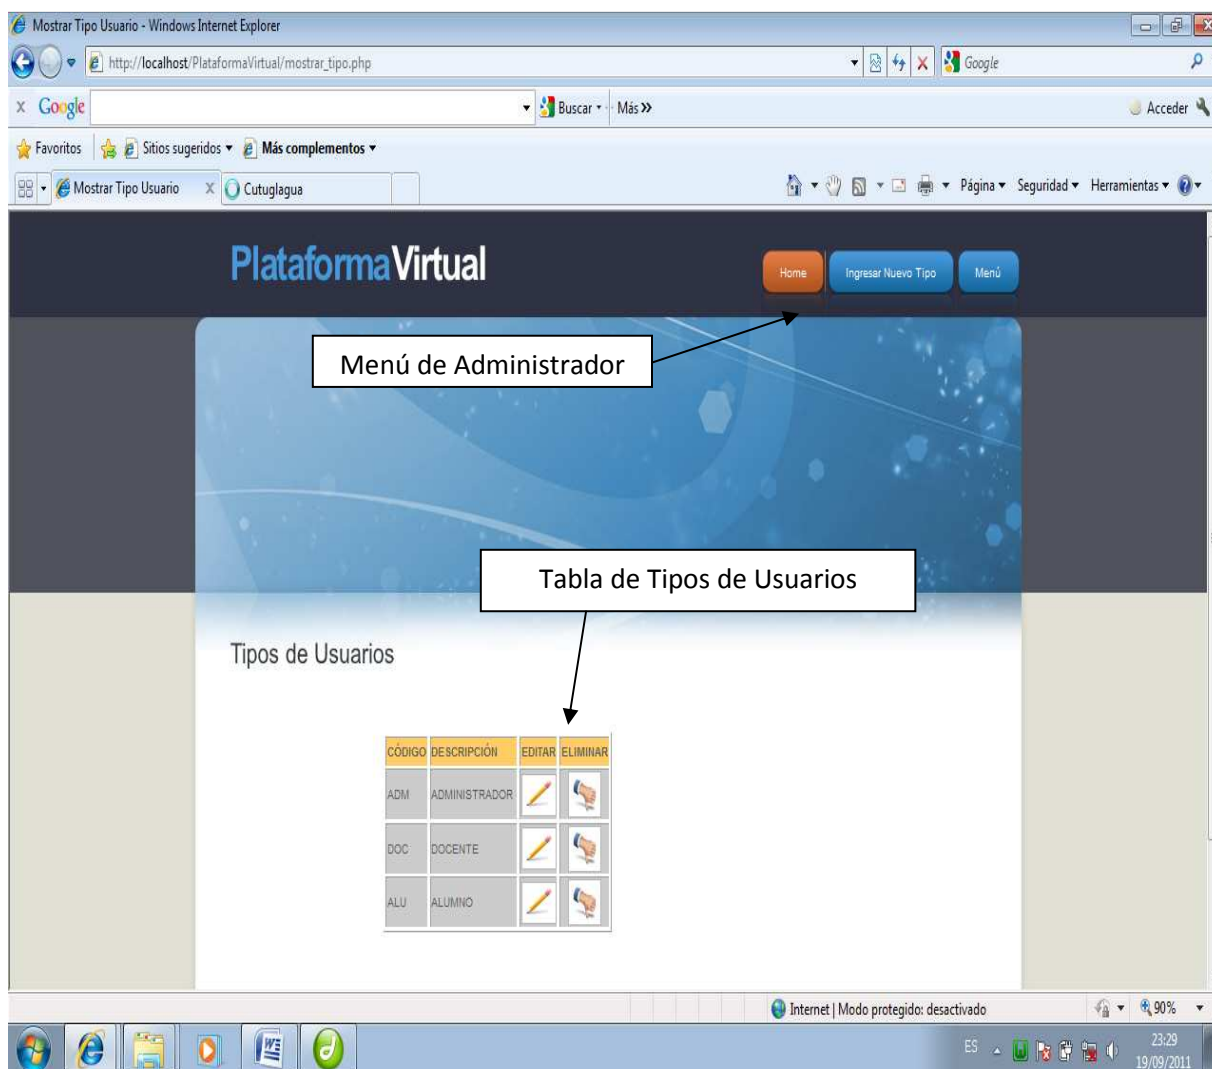 Mostrar Tipo Usuario - Windows Internet Explorer
http://localhost/PlataformaVirtual/mostrar_tipo.php
Google
x Google
Buscar
Más
Acceder
Favoritos
Sitios sugeridos
Más complementos
Mostrar Tipo Usuario
X
Cutuglagua
Página
Seguridad
Herramientas
PlataformaVirtual
Home
Ingresar Nuevo Tipo
Menú
Menú de Administrador
Tabla de Tipos de Usuarios
Tipos de Usuarios
CÓDIGO DESCRIPCIÓN EDITAR ELIMINAR
ADM ADMINISTRADOR
DOC DOCENTE
ALU ALUMNO
Internet | Modo protegido: desactivado
90%
ES
23:29
19/09/2011